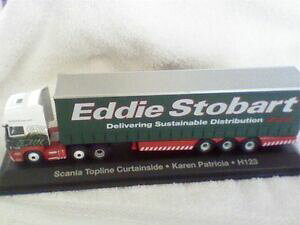 Eddie Stobart
Delivering Sustainable Distribution
Scania Topline Curtainside • Karen Patricia • H123